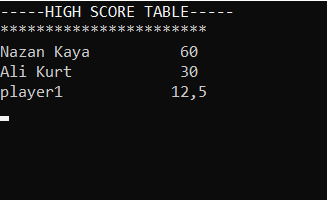 -----HIGH SCORE TABLE-----
***********************
Nazan Kaya          60
Ali Kurt            30
player1            12,5